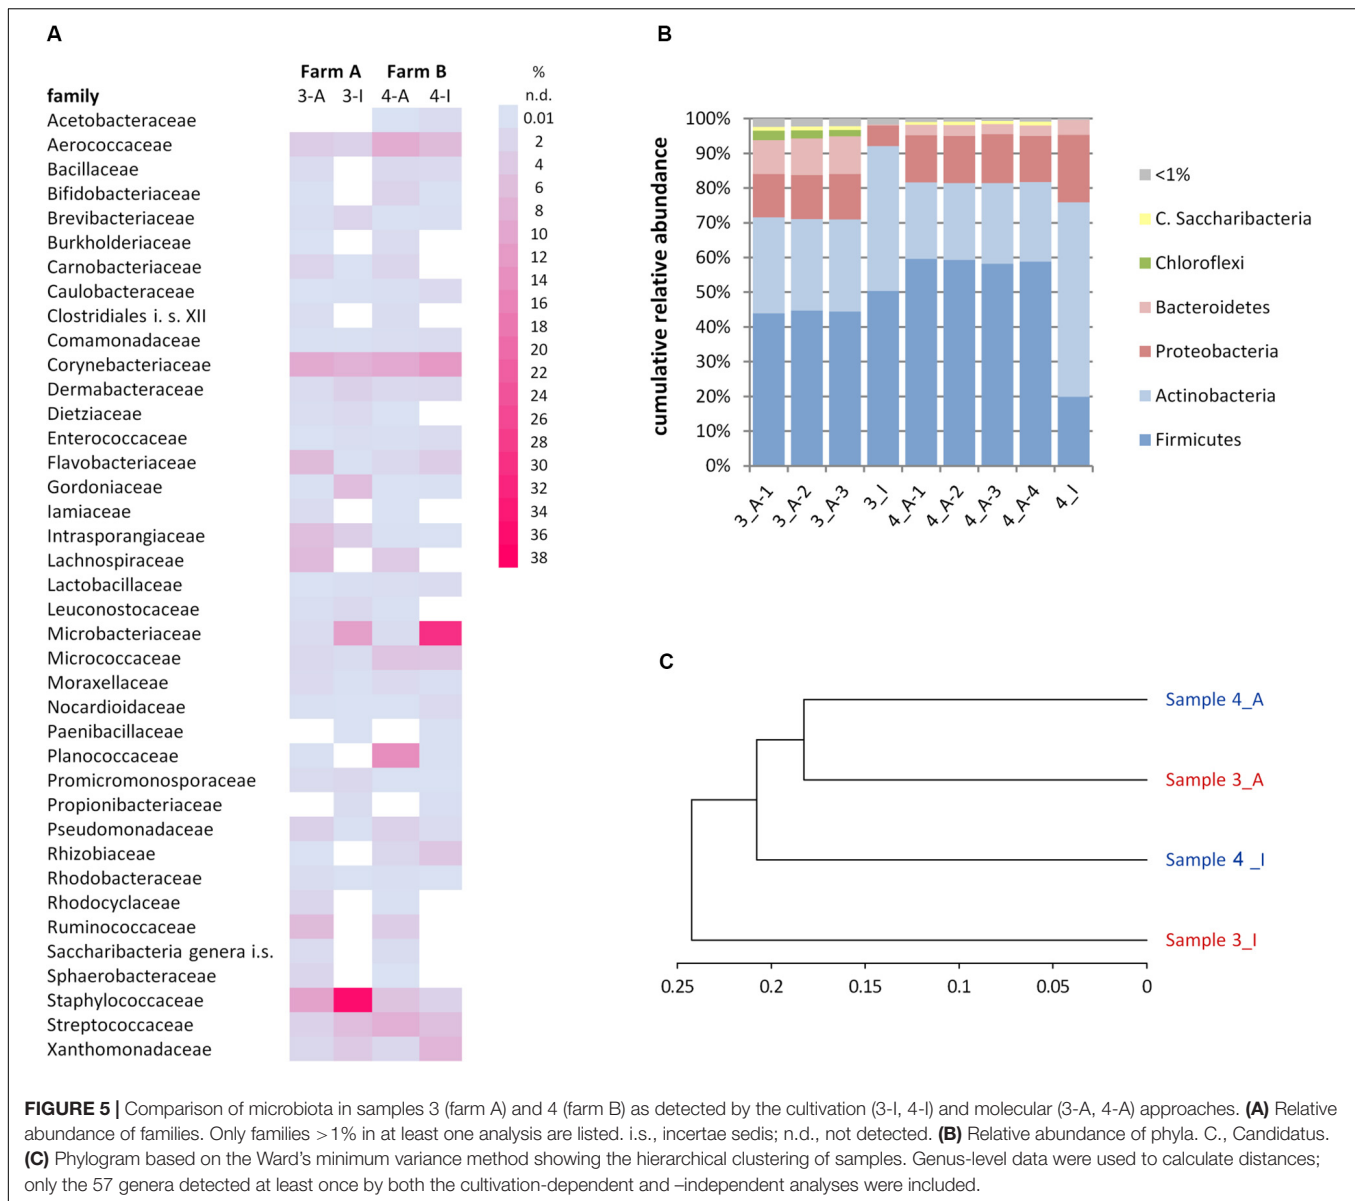 A
Farm A Farm B
family 3-A 3-I 4-A 4-I
Acetobacteraceae
Aerococcaceae
Bacillaceae
Bifidobacteriaceae
Brevibacteriaceae
Burkholderiaceae
Carnobacteriaceae
Caulobacteraceae
Clostridiales i. s. XII
Comamonadaceae
Corynebacteriaceae
Dermabacteraceae
Dietziaceae
Enterococcaceae
Flavobacteriaceae
Gordoniaceae
Iamiaceae
Intrasporangiaceae
Lachnospiraceae
Lactobacillaceae
Leuconostocaceae
Microbacteriaceae
Micrococcaceae
Moraxellaceae
Nocardioidaceae
Paenibacillaceae
Planococcaceae
Promicromonosporaceae
Propionibacteriaceae
Pseudomonadaceae
Rhizobiaceae
Rhodobacteraceae
Rhodocyclaceae
Ruminococcaceae
Saccharibacteria genera i.s.
Sphaerobacteraceae
Staphylococcaceae
Streptococcaceae
Xanthomonadaceae
%
n.d.
0.01
2
4
6
8
10
12
14
16
18
20
22
24
26
28
30
32
34
36
38
B
cumulative relative abundance
100%
90%
80%
70%
60%
50%
40%
30%
20%
10%
0%
3_A-1 3_A-2 3_A-3 3_I 4_A-1 4_A-2 4_A-3 4_A-4 4_I
<1%
C. Saccharibacteria
Chloroflexi
Bacteroidetes
Proteobacteria
Actinobacteria
Firmicutes
C
Sample 4_A
Sample 3_A
Sample 4 _I
Sample 3_I
0.25 0.2 0.15 0.1 0.05 0
FIGURE 5 | Comparison of microbiota in samples 3 (farm A) and 4 (farm B) as detected by the cultivation (3-I, 4-I) and molecular (3-A, 4-A) approaches. (A) Relative
abundance of families. Only families >1% in at least one analysis are listed. i.s., incertae sedis; n.d., not detected. (B) Relative abundance of phyla. C., Candidatus.
(C) Phylogram based on the Ward's minimum variance method showing the hierarchical clustering of samples. Genus-level data were used to calculate distances;
only the 57 genera detected at least once by both the cultivation-dependent and –independent analyses were included.